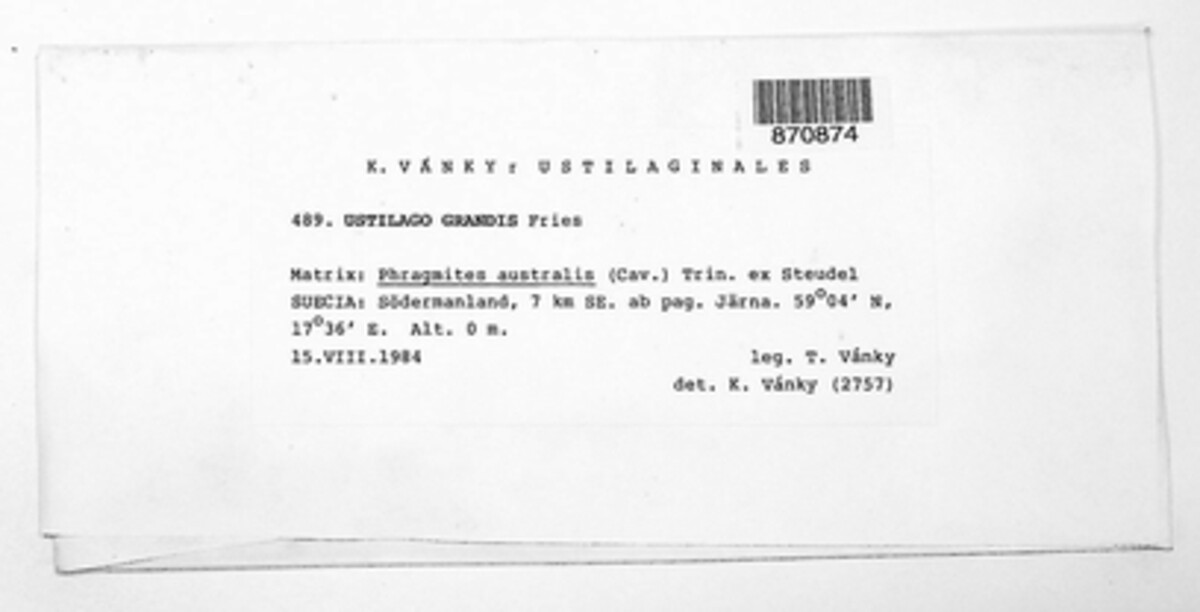 870874
K. VÁNKY, USTILAGINALES
489. USTILAGO GRANDIS Fries
Matrix: Phragmites australis (Cav.) Trin. ex Steudel
SUECIA: Södermanland, 7 km SE. ab pag. Järna. 59°04' N,
17°36' E. Alt. 0 m.
15.VIII.1984 leg. T. Vánky
det. K. Vánky (2757)